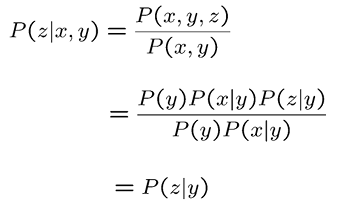 P(z|x, y) = P(x, y, z) / P(x, y)
= P(y)P(x|y)P(z|y) / P(y)P(x|y)
= P(z|y)